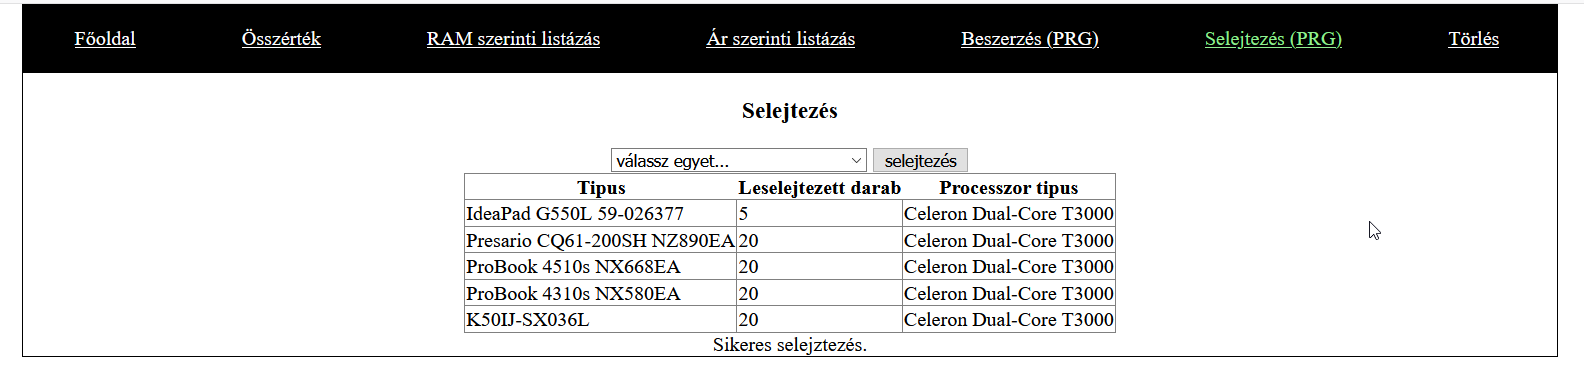 Főoldal Összérték RAM szerinti listázás Ár szerinti listázás Beszerzés (PRG) Selejtezés (PRG) Törlés
Selejtezés
válassz egyet... selejtezés
Tipus Leselejtezett darab Processzor tipus
IdeaPad G550L 59-026377 5 Celeron Dual-Core T3000
Presario CQ61-200SH NZ890EA 20 Celeron Dual-Core T3000
ProBook 4510s NX668EA 20 Celeron Dual-Core T3000
ProBook 4310s NX580EA 20 Celeron Dual-Core T3000
K50IJ-SX036L 20 Celeron Dual-Core T3000
Sikeres selejztezés.